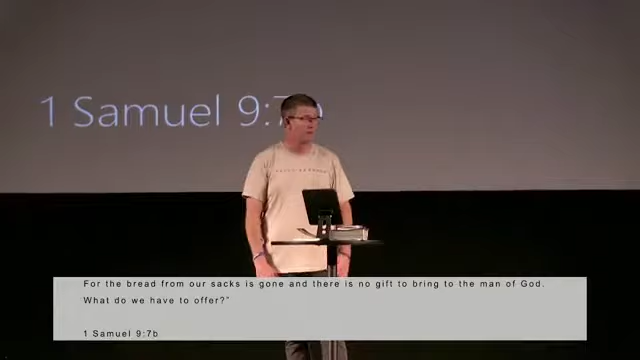 1 Samuel 9:7b
For the bread from our sacks is gone and there is no gift to bring to the man of God.
What do we have to offer?"
1 Samuel 9:7b